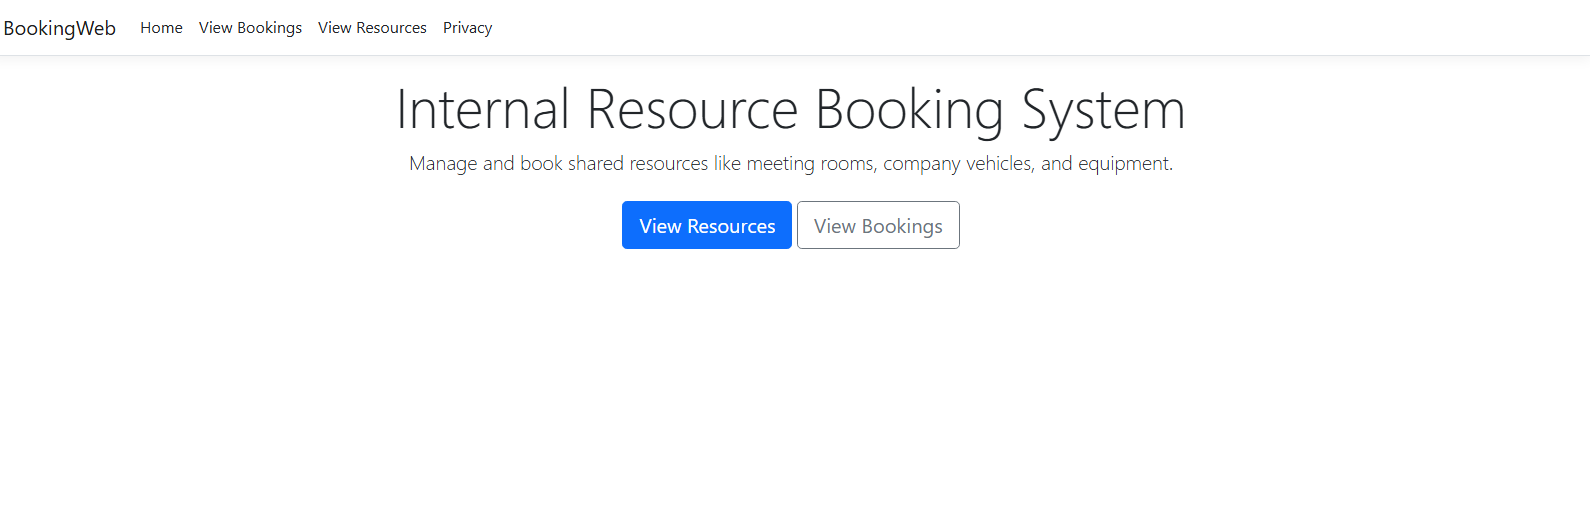 BookingWeb Home View Bookings View Resources Privacy
Internal Resource Booking System
Manage and book shared resources like meeting rooms, company vehicles, and equipment.
View Resources View Bookings